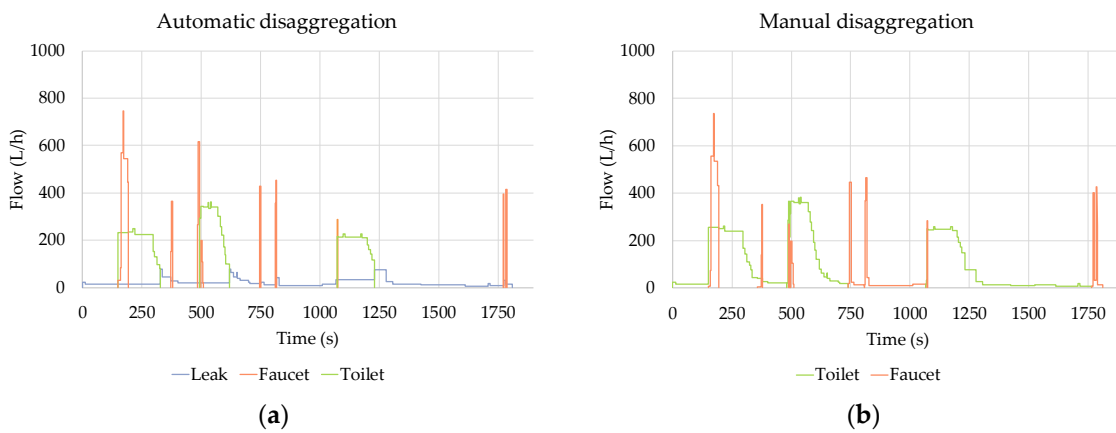 Automatic disaggregation
1000
800
600
400
200
0
Flow (L/h)
0 250 500 750 1000 1250 1500 1750
Time (s)
Leak Faucet Toilet
(a)
Manual disaggregation
1000
800
600
400
200
0
Flow (L/h)
0 250 500 750 1000 1250 1500 1750
Time (s)
Toilet Faucet
(b)